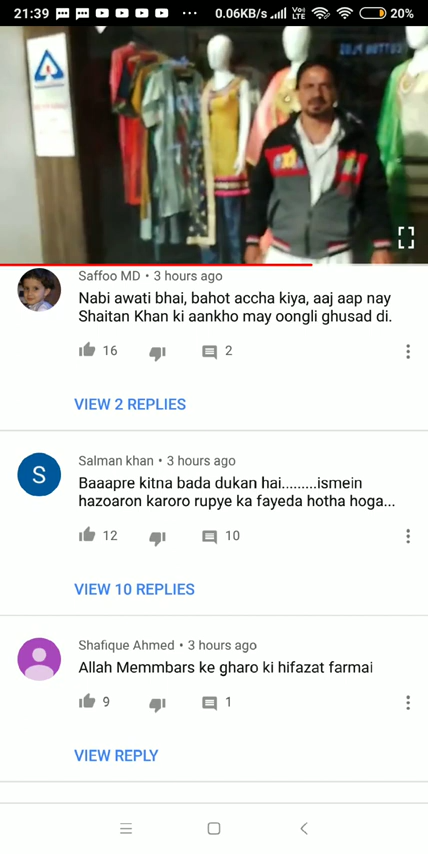 21:39
0.06KB/s
Vo)
LTE
20%
Saffoo MD • 3 hours ago
Nabi awati bhai, bahot accha kiya, aaj aap nay
Shaitan Khan ki aankho may oongli ghusad di.
16
2
VIEW 2 REPLIES
S
Salman khan • 3 hours ago
Baaapre kitna bada dukan hai.........ismein
hazoaron karoro rupye ka fayeda hotha hoga...
12
10
VIEW 10 REPLIES
Shafique Ahmed • 3 hours ago
Allah Memmbars ke gharo ki hifazat farmai
9
1
VIEW REPLY